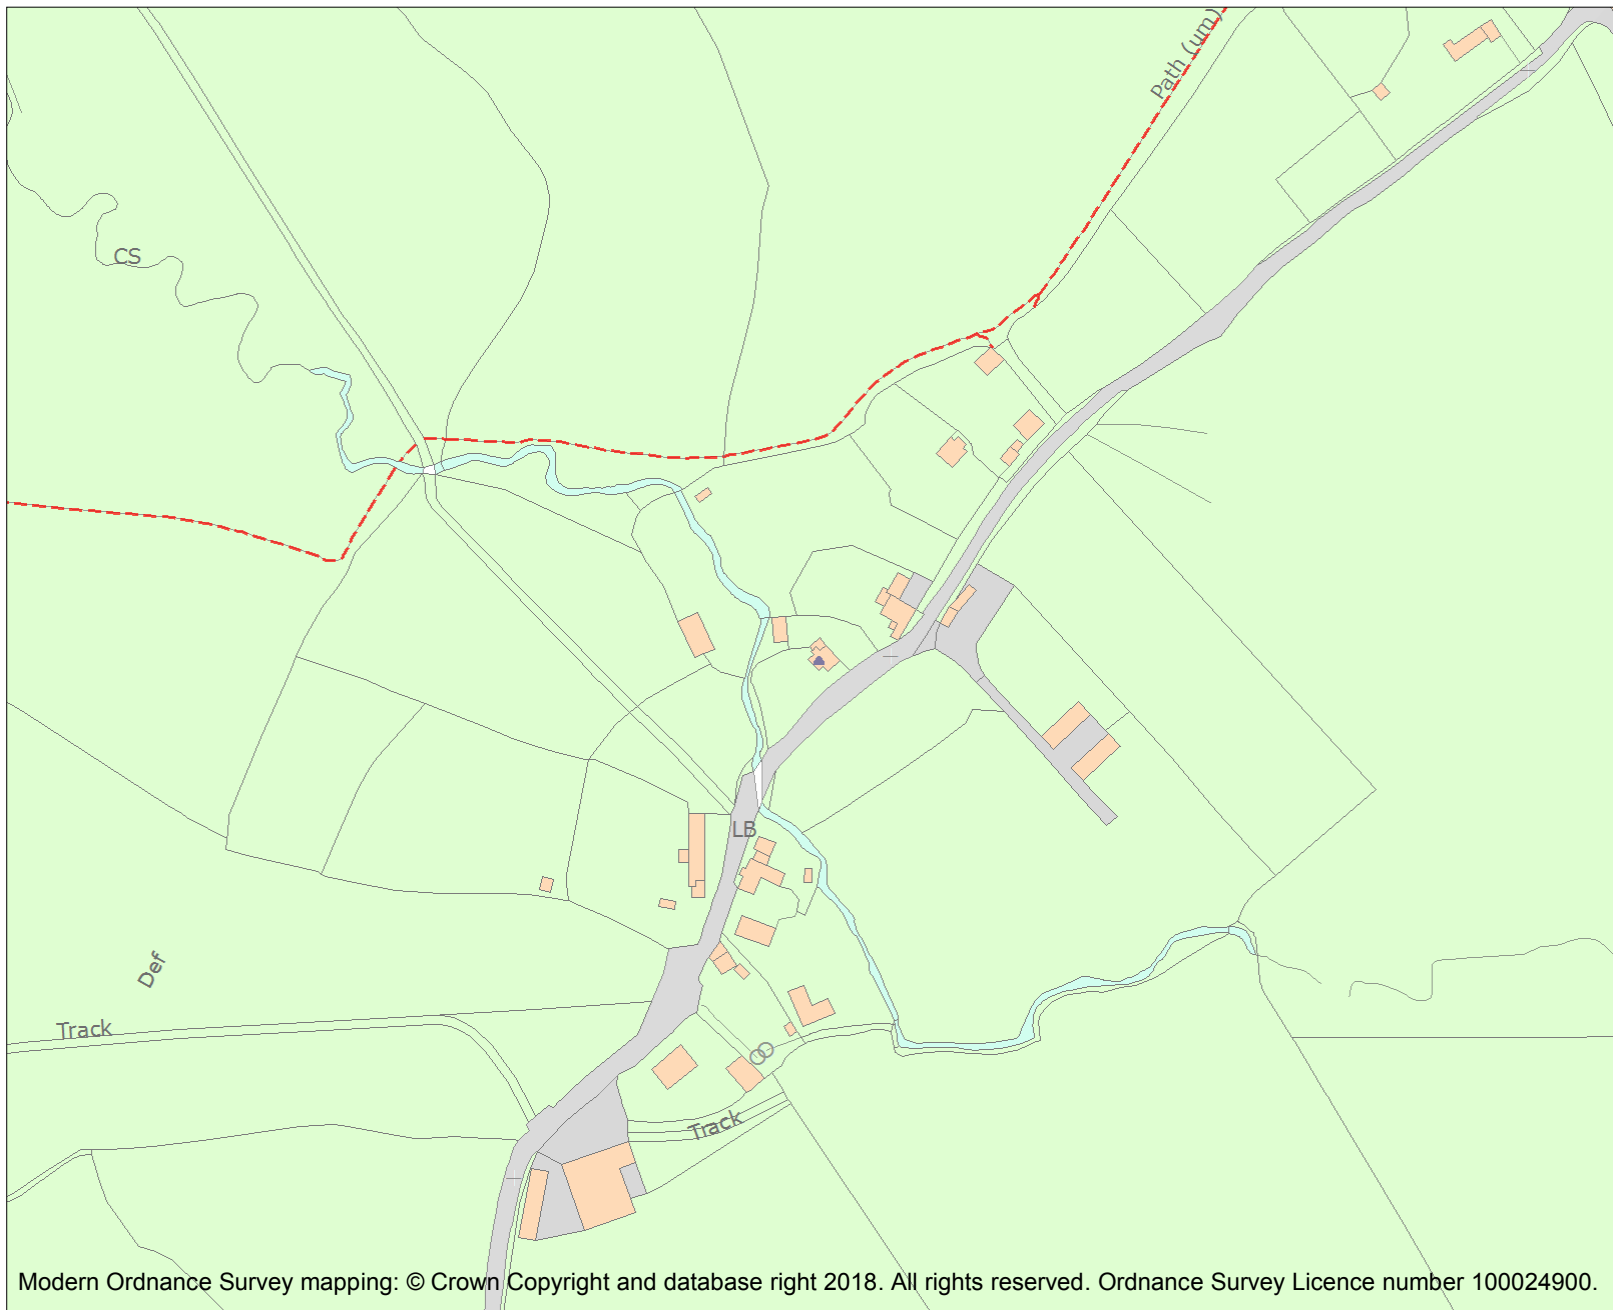 Path (um)
CS
LB
Def
Track
Track
Modern Ordnance Survey mapping: © Crown Copyright and database right 2018. All rights reserved. Ordnance Survey Licence number 100024900.